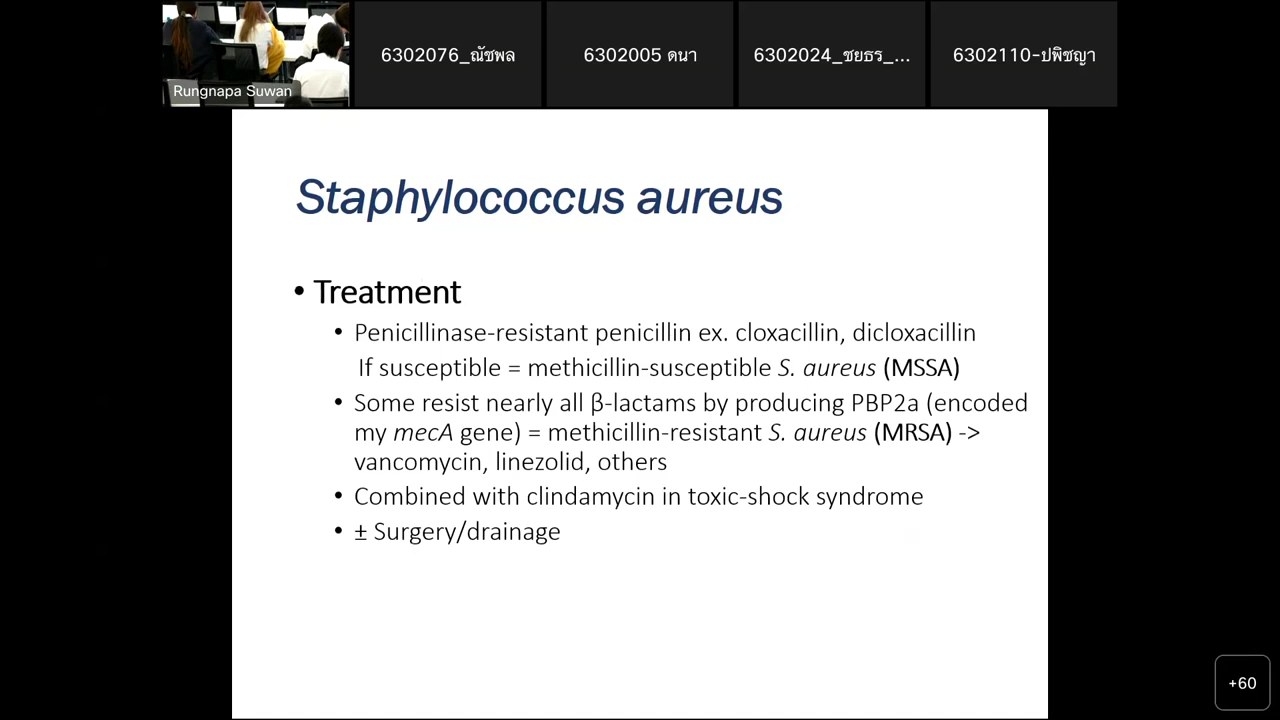 Rungnapa Suwan
6302076_ณัชพล
6302005 ดนา
6302024_ชยธร_...
6302110-ปพิชญา
Staphylococcus aureus
• Treatment
• Penicillinase-resistant penicillin ex. cloxacillin, dicloxacillin
If susceptible = methicillin-susceptible S. aureus (MSSA)
• Some resist nearly all β-lactams by producing PBP2a (encoded
my mecA gene) = methicillin-resistant S. aureus (MRSA) ->
vancomycin, linezolid, others
• Combined with clindamycin in toxic-shock syndrome
• ± Surgery/drainage
+60